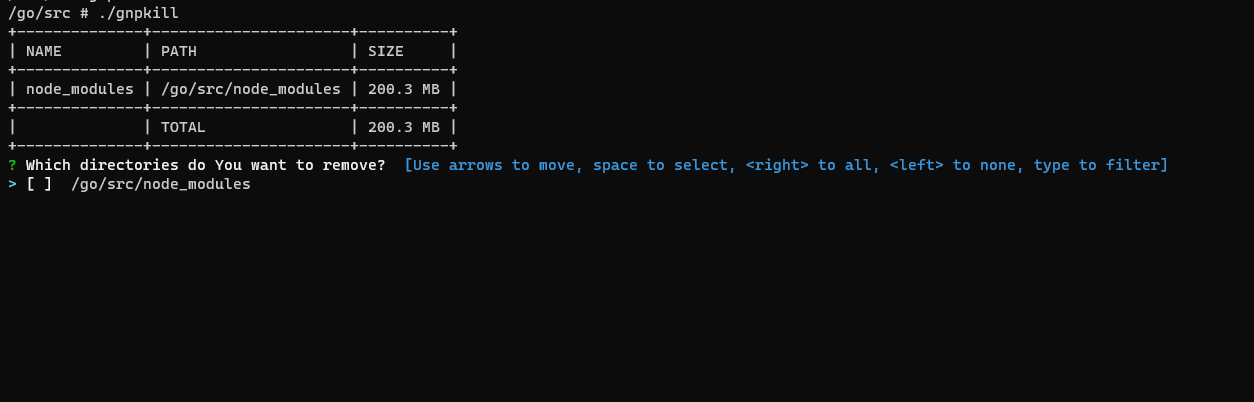 /go/src # ./gnpkill
+--------------+----------------------+----------+
| NAME         | PATH                 | SIZE     |
+--------------+----------------------+----------+
| node_modules | /go/src/node_modules | 200.3 MB |
+--------------+----------------------+----------+
|              | TOTAL                | 200.3 MB |
+--------------+----------------------+----------+
? Which directories do You want to remove?  [Use arrows to move, space to select, <right> to all, <left> to none, type to filter]
> [ ]  /go/src/node_modules